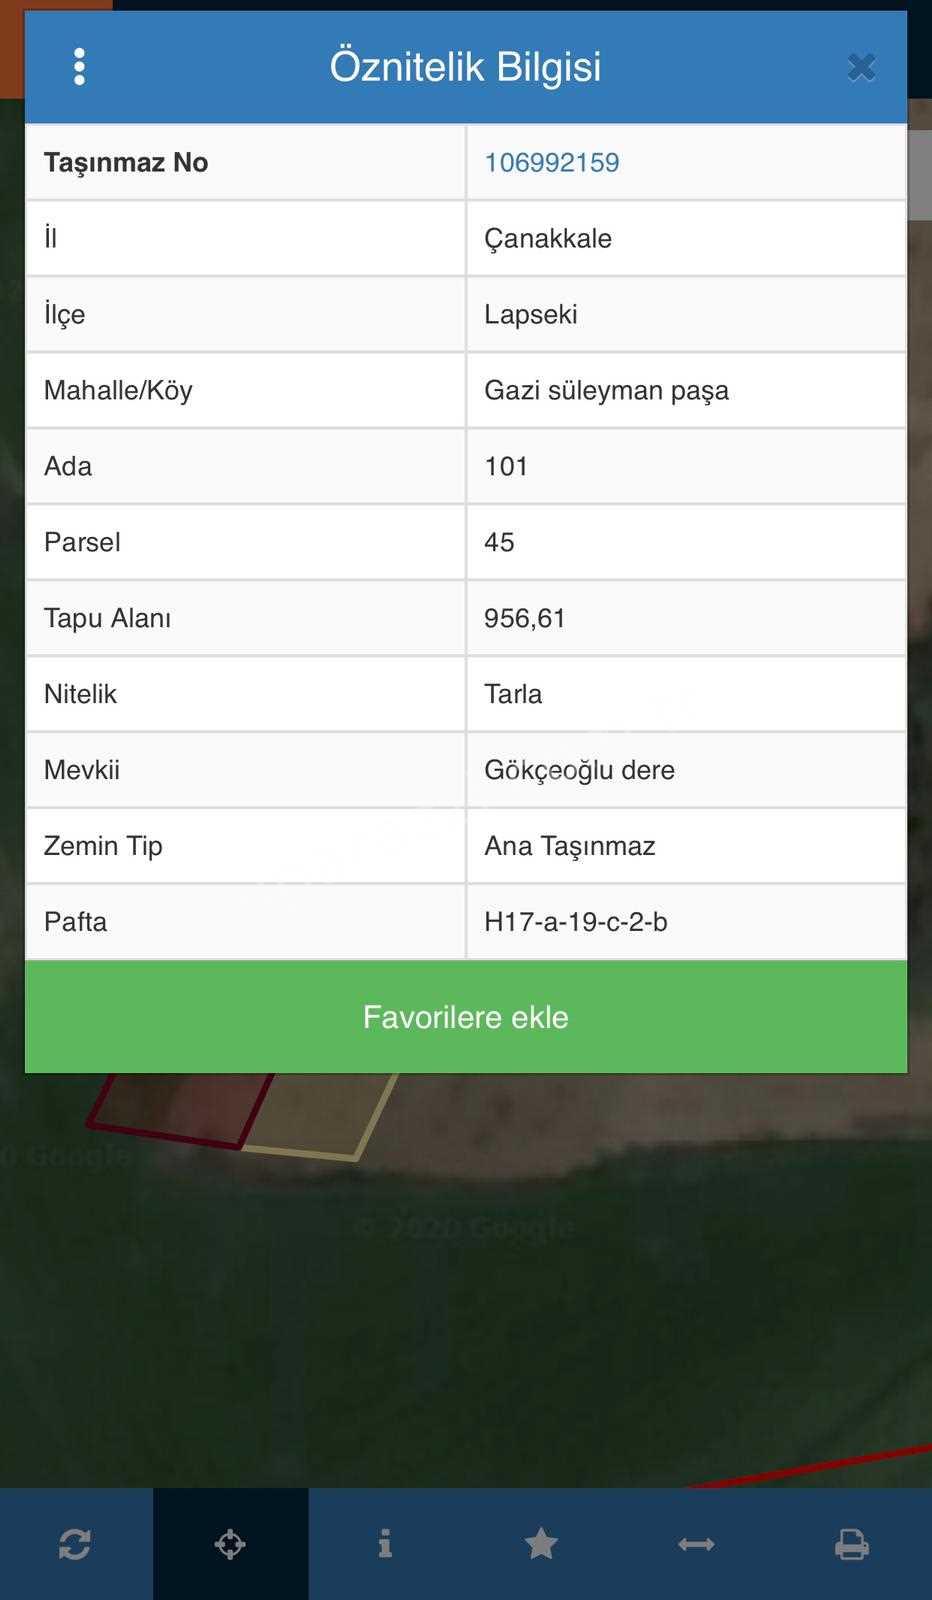 Öznitelik Bilgisi
Taşınmaz No 106992159
İl Çanakkale
İlçe Lapseki
Mahalle/Köy Gazi süleyman paşa
Ada 101
Parsel 45
Tapu Alanı 956,61
Nitelik Tarla
Mevkii Gökçeoğlu dere
Zemin Tip Ana Taşınmaz
Pafta H17-a-19-c-2-b
Favorilere ekle
0 Google
© 2020 Google